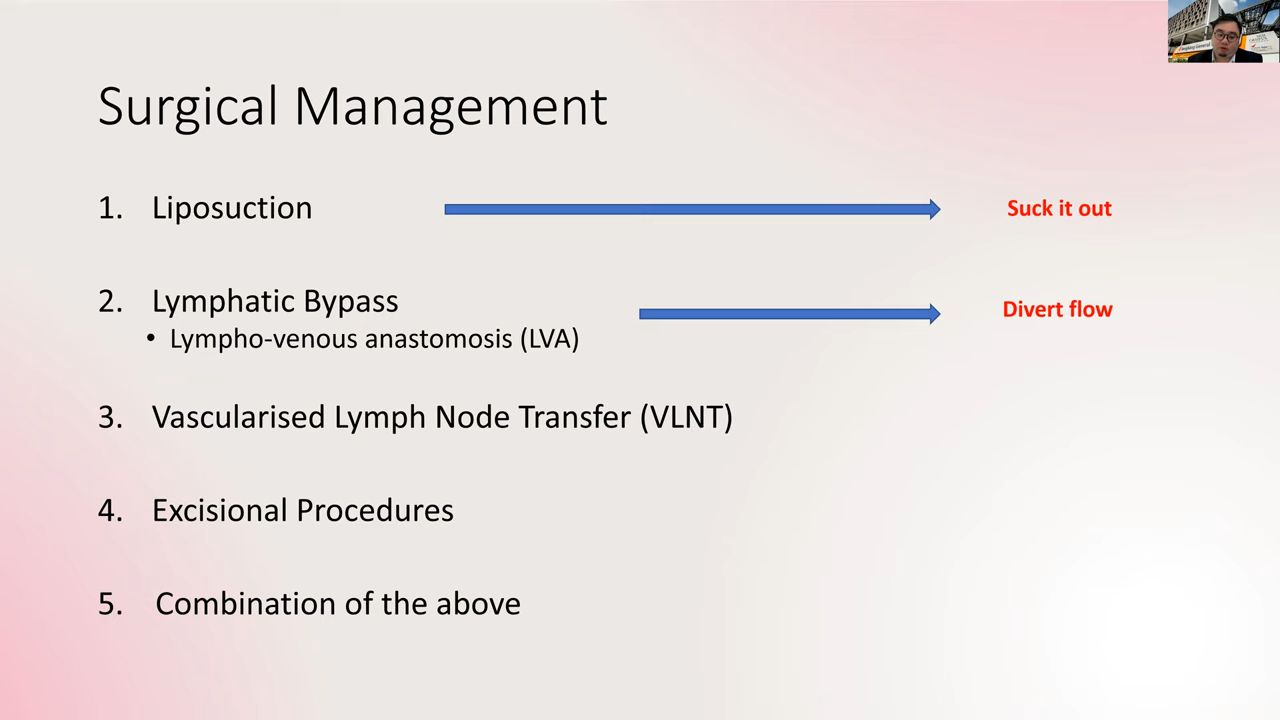 Surgical Management
1. Liposuction
Suck it out
2. Lymphatic Bypass
Divert flow
• Lympho-venous anastomosis (LVA)
3. Vascularised Lymph Node Transfer (VLNT)
4. Excisional Procedures
5. Combination of the above